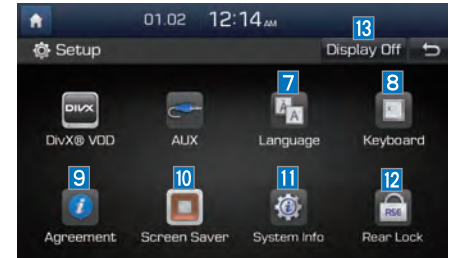 01.02 12:14 AM
13
Setup Display Off
7 8
DIVX A A
DivX® VOD AUX Language Keyboard
9 10 11 12
i i RSE
Agreement Screen Saver System Info Rear Lock